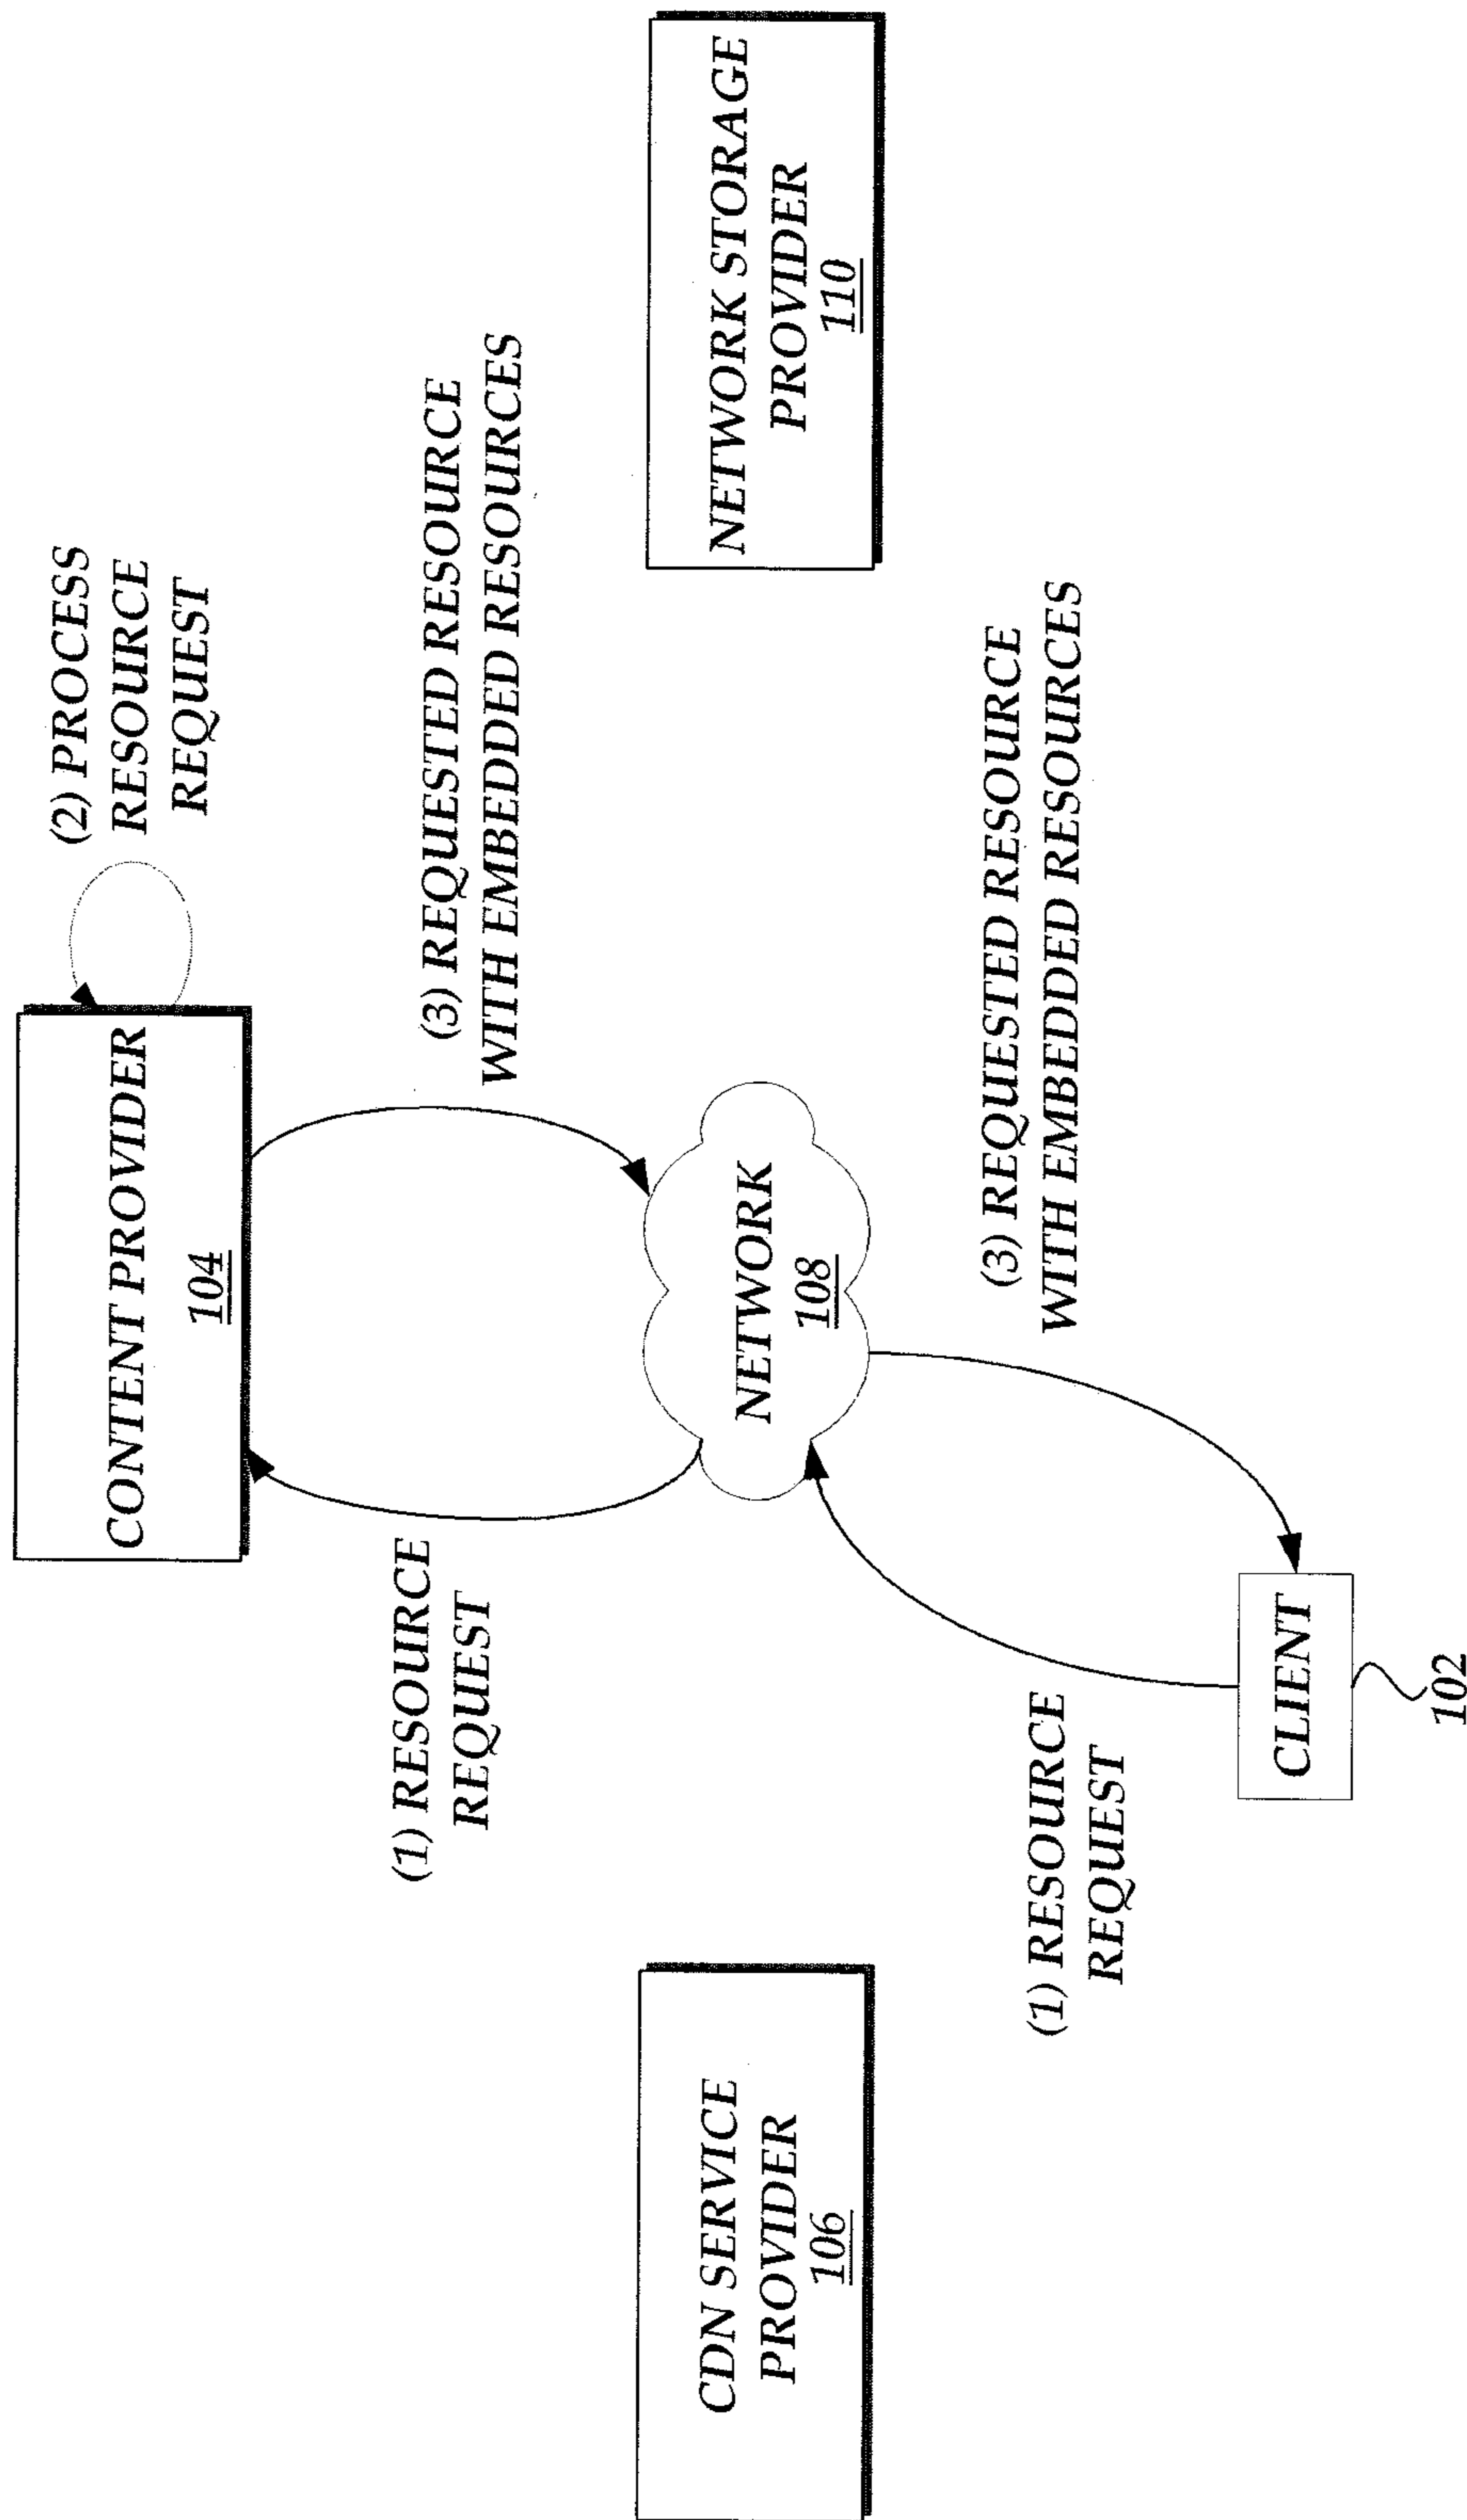 (2) PROCESS
RESOURCE
REQUEST
CONTENT PROVIDER
104
(1) RESOURCE
REQUEST
(3) REQUESTED RESOURCE
WITH EMBEDDED RESOURCES
CDN SERVICE
PROVIDER
106
NETWORK
108
NETWORK STORAGE
PROVIDER
110
(1) RESOURCE
REQUEST
(3) REQUESTED RESOURCE
WITH EMBEDDED RESOURCES
CLIENT
102